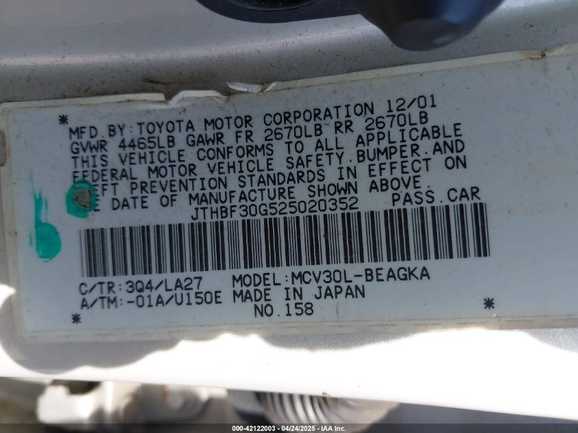 * MFD. BY: TOYOTA MOTOR CORPORATION 12/01
GVWR 4465LB GAWR FR 2670LB RR 2670LB
THIS VEHICLE CONFORMS TO ALL APPLICABLE
FEDERAL MOTOR VEHICLE SAFETY, BUMPER, AND
EFT PREVENTION STANDARDS IN EFFECT ON
E DATE OF MANUFACTURE SHOWN ABOVE.
JTHBF30G525020352 PASS. CAR
C/TR: 3Q4/LA27 MODEL: MCV30L-BEAGKA
A/TM: -01A/U150E MADE IN JAPAN
* NO. 158 *
000-42122003 - 04/24/2025 - © IAA Inc.